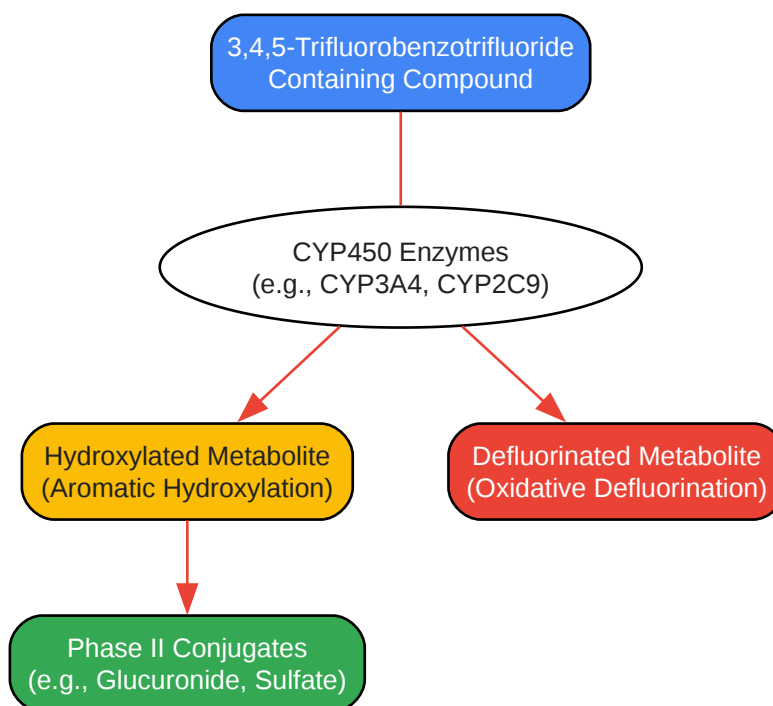 3,4,5-Trifluorobenzotrifluoride
Containing Compound
CYP450 Enzymes
(e.g., CYP3A4, CYP2C9)
Hydroxylated Metabolite
(Aromatic Hydroxylation)
Defluorinated Metabolite
(Oxidative Defluorination)
Phase II Conjugates
(e.g., Glucuronide, Sulfate)